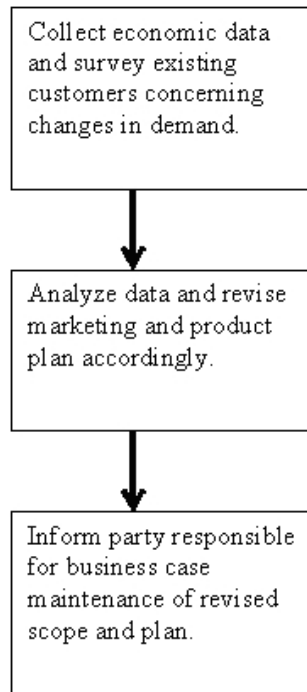 Collect economic data
and survey existing
customers concerning
changes in demand.
Analyze data and revise
marketing and product
plan accordingly.
Inform party responsible
for business case
maintenance of revised
scope and plan.